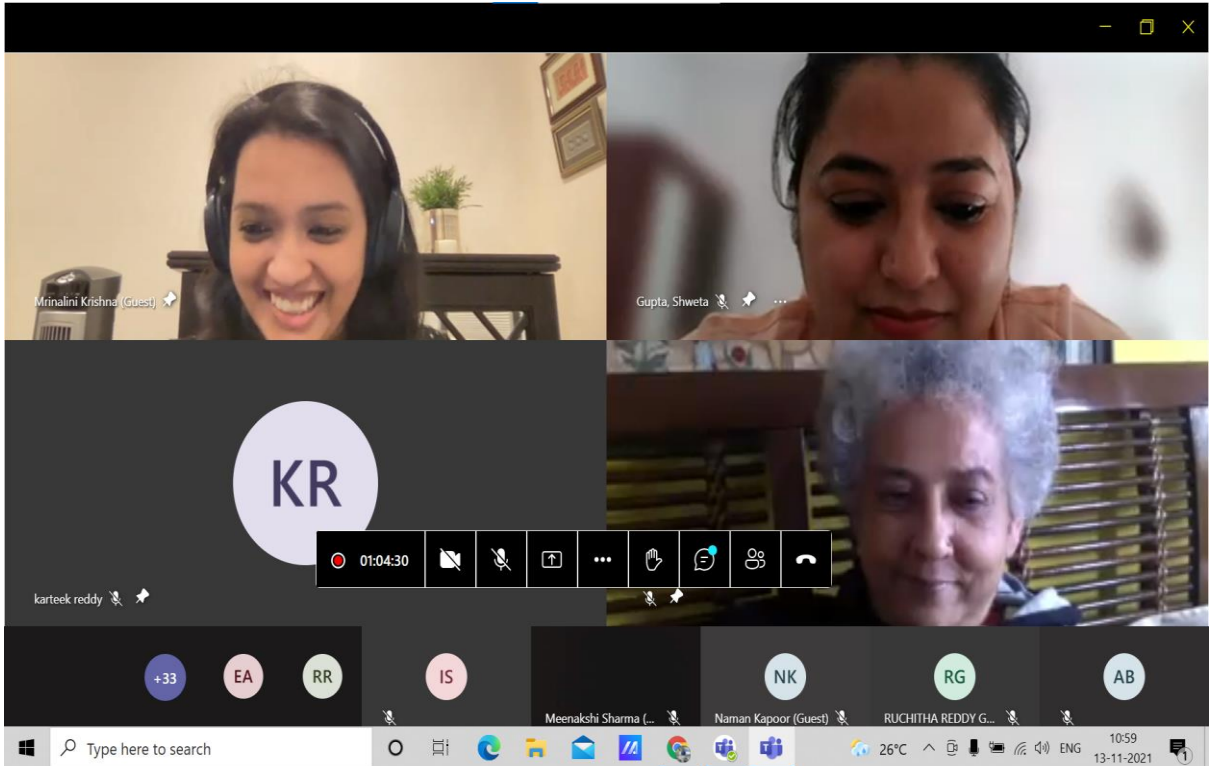 Mrinalini Krishna (Guest)
Gupta, Shweta
KR
01:04:30
karteek reddy
+33
EA
RR
IS
NK
RG
AB
Meenakshi Sharma (...
Naman Kapoor (Guest)
RUCHITHA REDDY G...
Type here to search
26°C
ENG
10:59
13-11-2021
1